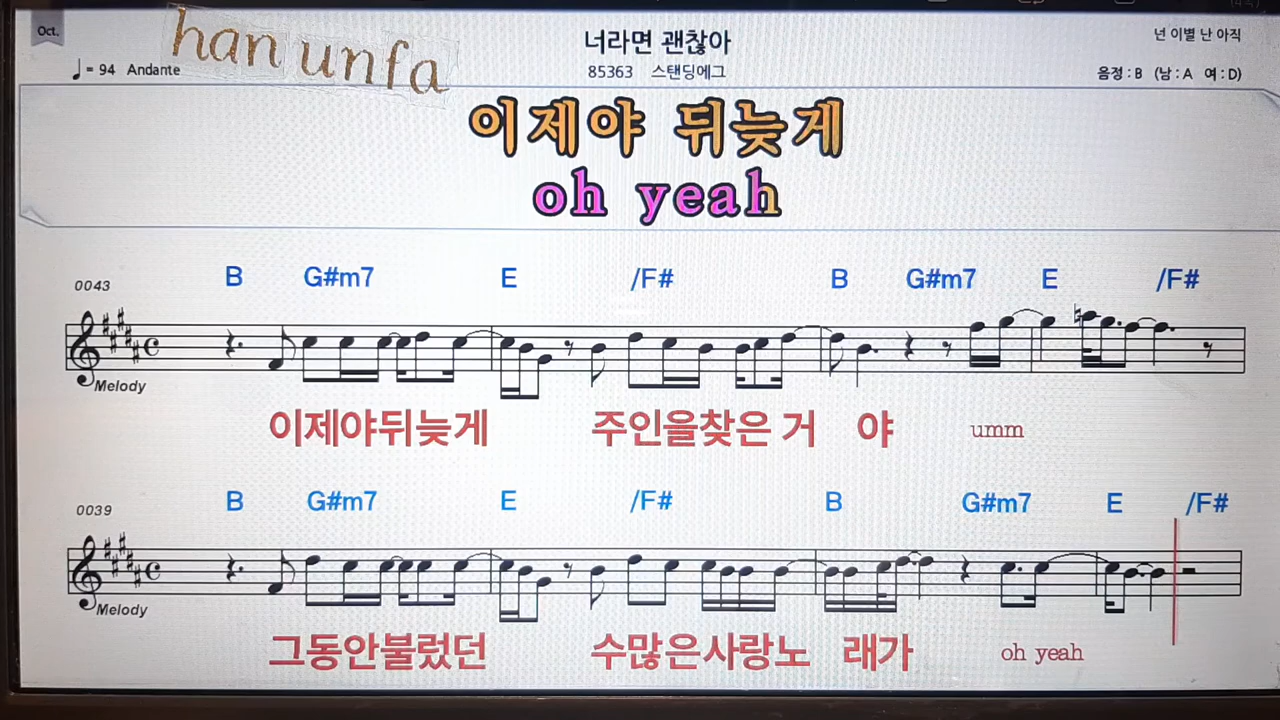 Oct.
han unfa
너라면 괜찮아
넌 이별 난 아직
♩= 94 Andante
85363 스탠딩에그
음정 : B (남 : A 여 : D)
이제야 뒤늦게
oh yeah
0043
B G#m7 E /F# B G#m7 E /F#
Melody
이제야뒤늦게 주인을찾은 거 야 umm
0039
B G#m7 E /F# B G#m7 E /F#
Melody
그동안불렀던 수많은사랑노 래가 oh yeah